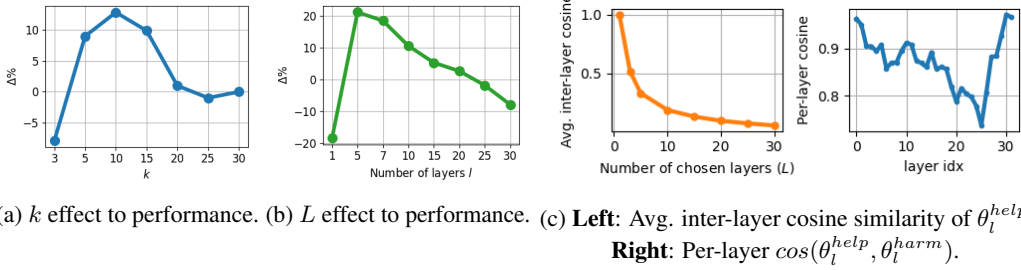 10
5
0
−5
Δ%
3 5 10 15 20 25 30
k
20
10
0
−10
−20
Δ%
1 5 7 10 15 20 25 30
Number of layers l
1.0
0.5
Avg. inter-layer cosine
0 10 20 30
Number of chosen layers (L)
0.9
0.8
Per-layer cosine
0 10 20 30
layer idx
(a) k effect to performance. (b) L effect to performance. (c) Left: Avg. inter-layer cosine similarity of θ_l^{help}
Right: Per-layer cos(θ_l^{help}, θ_l^{harm}).